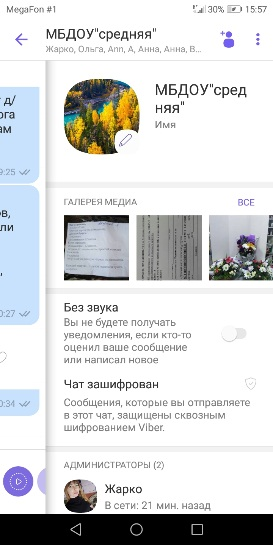 MegaFon #1
30% 15:57
МБДОУ"средняя"
Жарко, Ольга, Ann, А, Анна, Анна, В...
МБДОУ"сред
няя"
Имя
д/
ога
ам
9:25
ГАЛЕРЕЯ МЕДИА
ВСЕ
ов,
ли
0:27
Без звука
Вы не будете получать
уведомления, если кто-то
оценил ваше сообщение
или написал новое
Чат зашифрован
0:34
Сообщения, которые вы отправляете
в этот чат, защищены сквозным
шифрованием Viber.
АДМИНИСТРАТОРЫ (2)
Жарко
В сети: 21 мин. назад